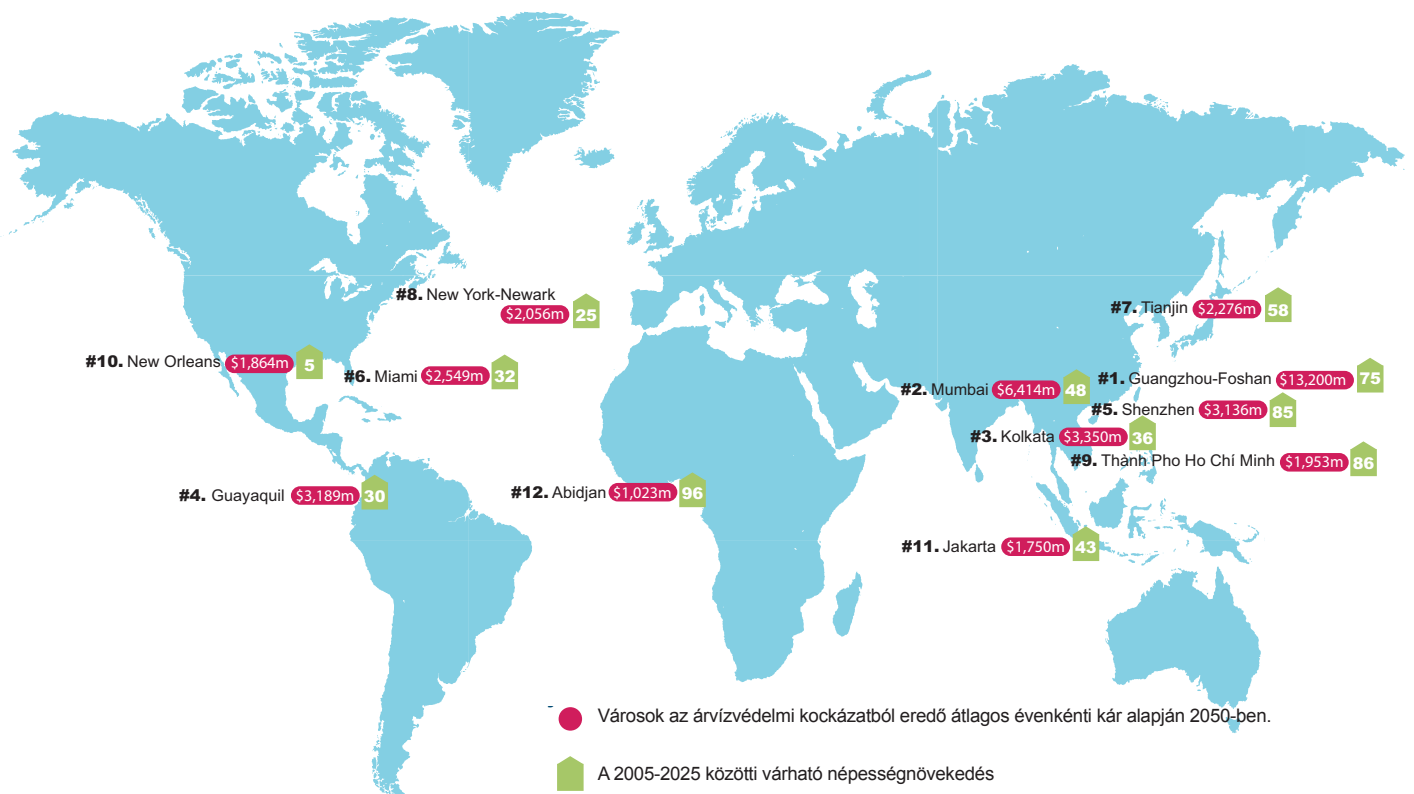 #8. New York-Newark
$2,056m 25
#7. Tianjin $2,276m 58
#10. New Orleans $1,864m 5
#6. Miami $2,549m 32
#2. Mumbai $6,414m 48
#1. Guangzhou-Foshan $13,200m 75
#5. Shenzhen $3,136m 85
#3. Kolkata $3,350m 36
#9. Thành Pho Ho Chí Minh $1,953m 86
#4. Guayaquil $3,189m 30
#12. Abidjan $1,023m 96
#11. Jakarta $1,750m 43
Városok az árvízvédelmi kockázatból eredő átlagos évenkénti kár alapján 2050-ben.
A 2005-2025 közötti várható népességnövekedés